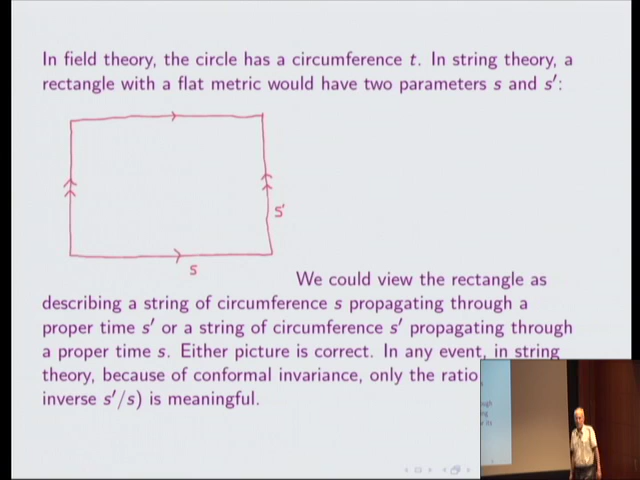 In field theory, the circle has a circumference t. In string theory, a
rectangle with a flat metric would have two parameters s and s′:
s'
s
We could view the rectangle as
describing a string of circumference s propagating through a
proper time s′ or a string of circumference s′ propagating through
a proper time s. Either picture is correct. In any event, in string
theory, because of conformal invariance, only the ratio
inverse s′/s) is meaningful.